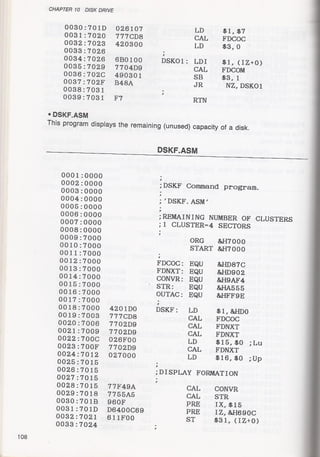 CHAPTER 10 DISK DRIVE
0030:701D 026107 LD $1, $7
0031:7020 777CD8 CAL FDCOC
0032:7023 420300 LD $3, 0
0033:7026 ;
0034:7026 6B0100 DSK01: LDI $1, (IZ+0)
0035:7029 7704D9 CAL FDCOM
0036:702C 490301 SB $3, 1
0037:702F B48A JR NZ, DSK01
0038:7031 ;
0039:7031 F7 RTN
• DSKF.ASM
This program displays the remaining (unused) capacity of a disk.
DSKF.ASM
0001:0000 ;
0002:0000 ;DSKF Command program.
0003:0000 ;
0004:0000 ;'DSKF.ASM'
0005:0000 ;
0006:0000 ;REMAINING NUMBER OF CLUSTERS
0007:0000 ;1 CLUSTER=4 SECTORS
0008:0000 ;
0009:7000 ORG &H7000
0010:7000 START &H7000
0011:7000 ;
0012:7000 FDCOC: EQU &HD87C
0013:7000 FDNXT: EQU &HD902
0014:7000 CONVR: EQU &H9AF4
0015:7000 STR: EQU &HA555
0016:7000 OUTAC: EQU &HFF9E
0017:7000 ;
0018:7000 4201D0 DSKF: LD $1, &HD0
0019:7003 777CD8 CAL FDCOC
0020:7006 7702D9 CAL FDNXT
0021:7009 7702D9 CAL FDNXT
0022:700C 026F00 LD $15, $0 ;Lu
0023:700F 7702D9 CAL FDNXT
0024:7012 027000 LD $16, $0 ;Up
0025:7015 ;
0026:7015 ;DISPLAY FORMATION
0027:7015 ;
0028:7015 77F49A CAL CONVR
0029:7018 7755A5 CAL STR
0030:701B 960F PRE IX, $15
0031:701D D6400C69 PRE IZ, &H690C
0032:7021 611F00 ST $31, (IZ+0)
0033:7024 ;
108